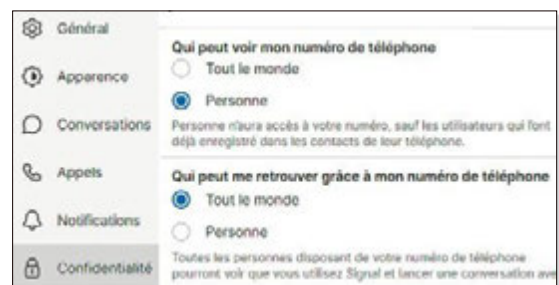 Général
Apparence
Conversations
Appels
Notifications
Confidentialité
Qui peut voir mon numéro de téléphone
Tout le monde
Personne
Personne n'aura accès à votre numéro, sauf les utilisateurs qui l'ont
déjà enregistré dans les contacts de leur téléphone.
Qui peut me retrouver grâce à mon numéro de téléphone
Tout le monde
Personne
Toutes les personnes disposant de votre numéro de téléphone
pourront voir que vous utilisez Signal et lancer une conversation ave